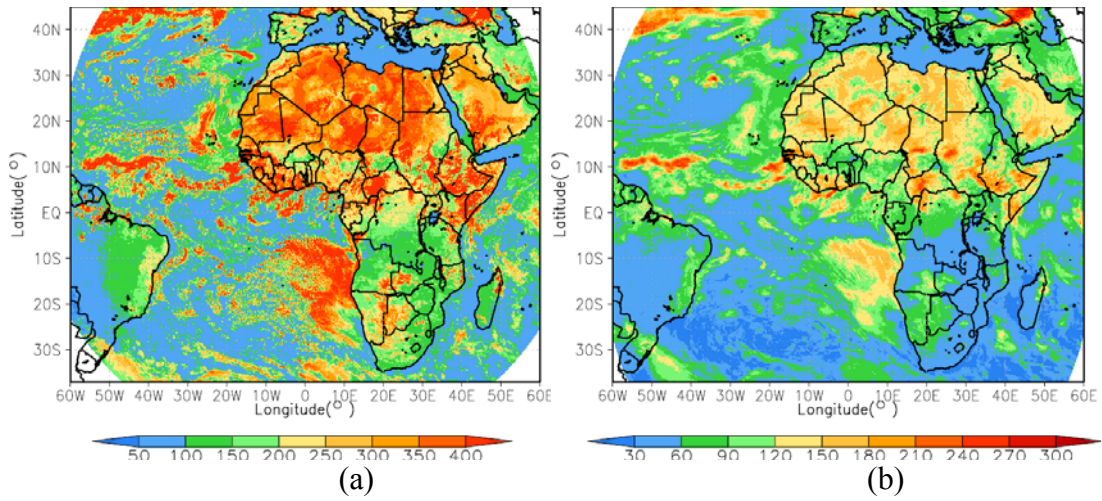 40N
30N
20N
10N
EQ
10S
20S
30S
Latitude(°)
60W 50W 40W 30W 20W 10W 0 10E 20E 30E 40E 50E 60E
Longitude(°)
50 100 150 200 250 300 350 400
(a)
40N
30N
20N
10N
EQ
10S
20S
30S
Latitude(°)
60W 50W 40W 30W 20W 10W 0 10E 20E 30E 40E 50E 60E
Longitude(°)
30 60 90 120 150 180 210 240 270 300
(b)